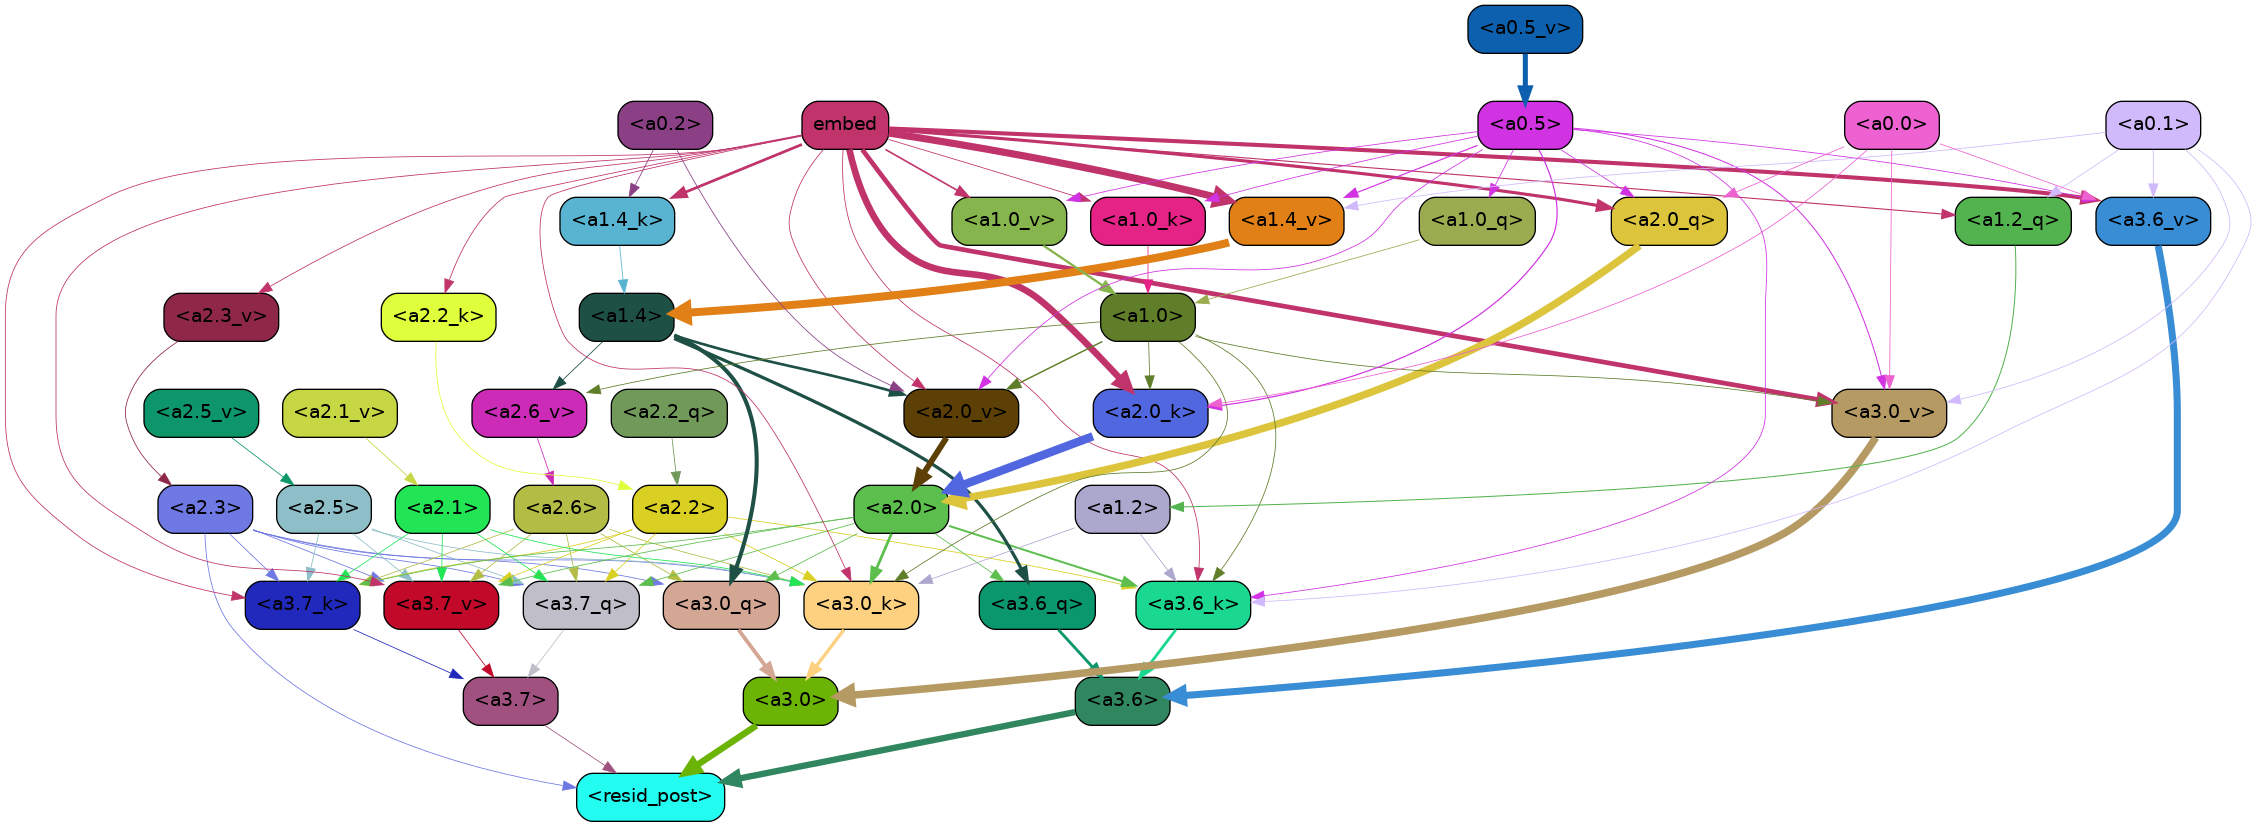 <a0.5_v>
<a0.2>
embed
<a0.5>
<a0.0>
<a0.1>
<a1.4_k>
<a1.0_v>
<a1.0_k>
<a1.4_v>
<a1.0_q>
<a2.0_q>
<a1.2_q>
<a3.6_v>
<a2.3_v>
<a2.2_k>
<a1.4>
<a1.0>
<a2.5_v>
<a2.1_v>
<a2.6_v>
<a2.2_q>
<a2.0_v>
<a2.0_k>
<a3.0_v>
<a2.3>
<a2.5>
<a2.1>
<a2.6>
<a2.2>
<a2.0>
<a1.2>
<a3.7_k>
<a3.7_v>
<a3.7_q>
<a3.0_q>
<a3.0_k>
<a3.6_q>
<a3.6_k>
<a3.7>
<a3.0>
<a3.6>
<resid_post>